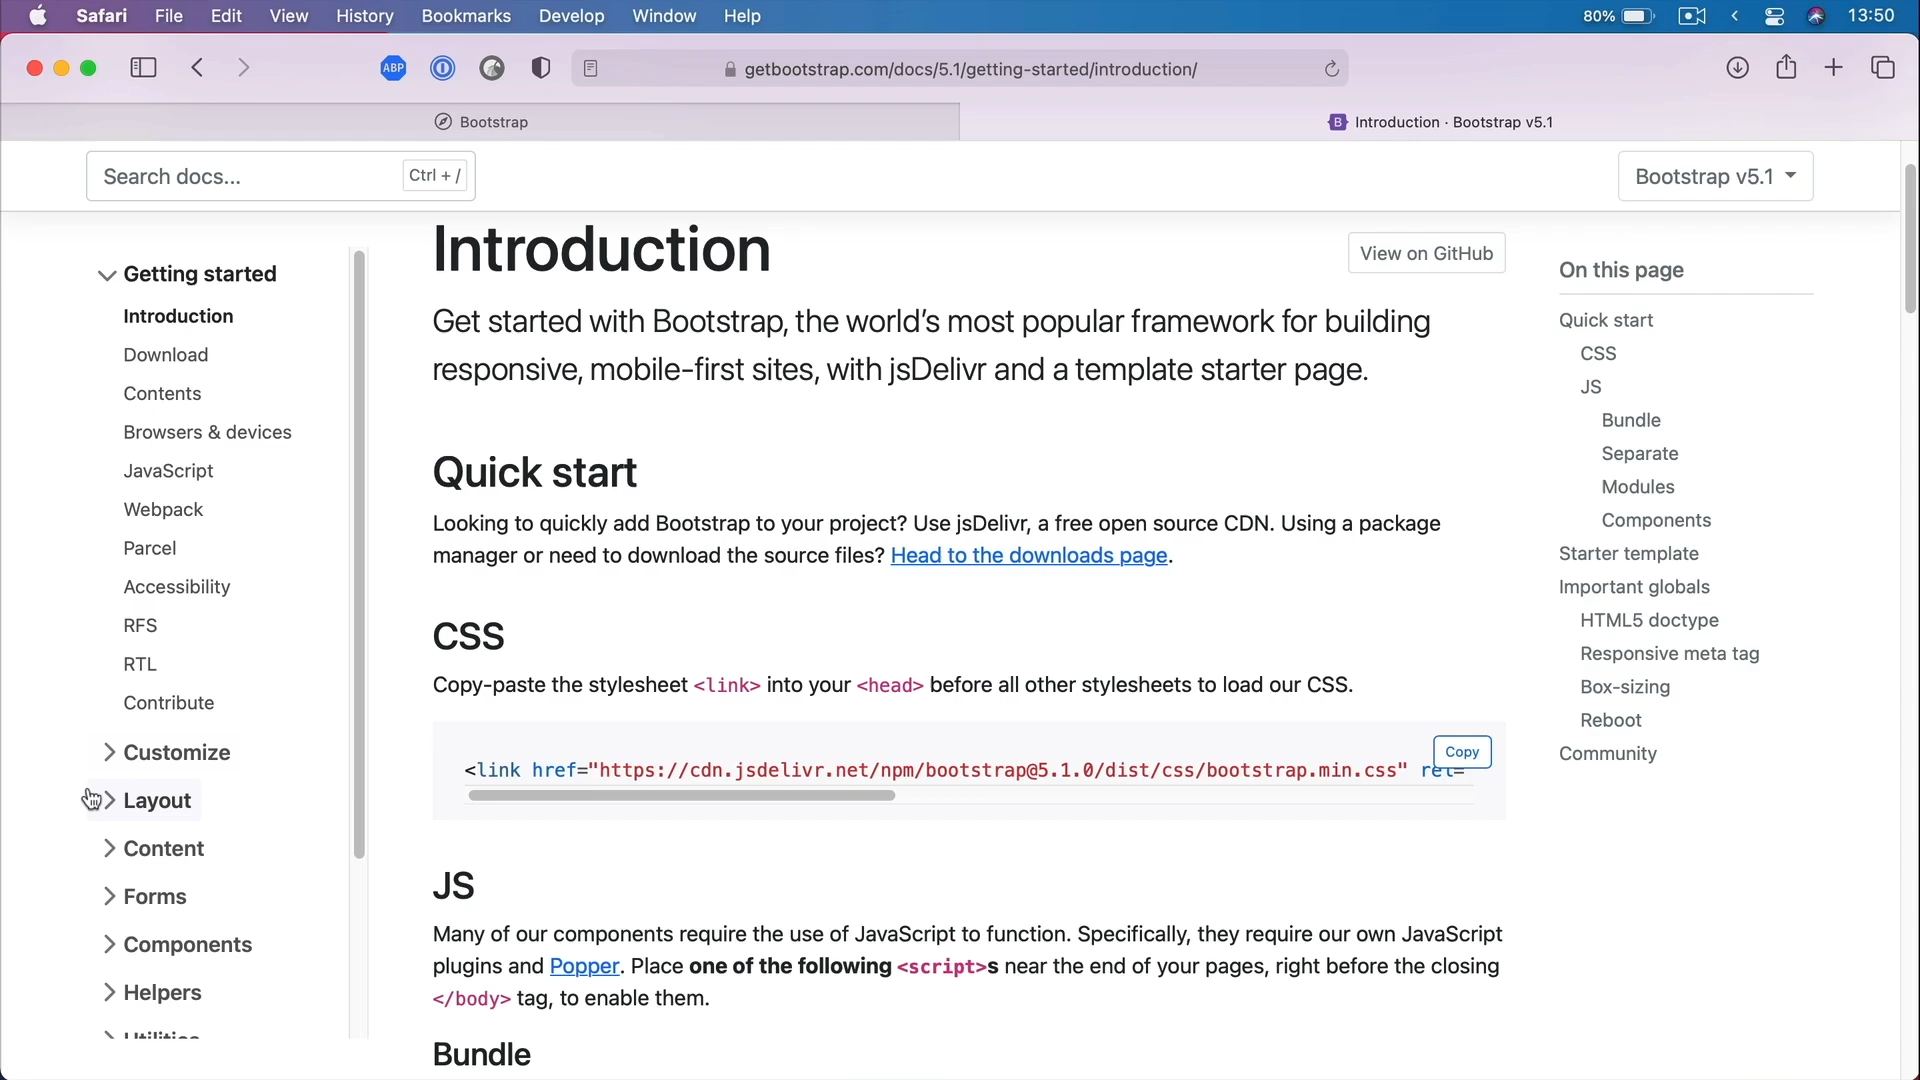 Safari File Edit View History Bookmarks Develop Window Help 80% 13:50
ABP getbootstrap.com/docs/5.1/getting-started/introduction/
Bootstrap
B Introduction · Bootstrap v5.1
Search docs... Ctrl + /
Bootstrap v5.1
Getting started
Introduction
Download
Contents
Browsers & devices
JavaScript
Webpack
Parcel
Accessibility
RFS
RTL
Contribute
Customize
Layout
Content
Forms
Components
Helpers
Utilities
Introduction
View on GitHub
Get started with Bootstrap, the world's most popular framework for building
responsive, mobile-first sites, with jsDelivr and a template starter page.
Quick start
Looking to quickly add Bootstrap to your project? Use jsDelivr, a free open source CDN. Using a package
manager or need to download the source files? Head to the downloads page.
CSS
Copy-paste the stylesheet <link> into your <head> before all other stylesheets to load our CSS.
Copy
<link href="https://cdn.jsdelivr.net/npm/bootstrap@5.1.0/dist/css/bootstrap.min.css" rel=
JS
Many of our components require the use of JavaScript to function. Specifically, they require our own JavaScript
plugins and Popper. Place one of the following <script>s near the end of your pages, right before the closing
</body> tag, to enable them.
Bundle
On this page
Quick start
CSS
JS
Bundle
Separate
Modules
Components
Starter template
Important globals
HTML5 doctype
Responsive meta tag
Box-sizing
Reboot
Community